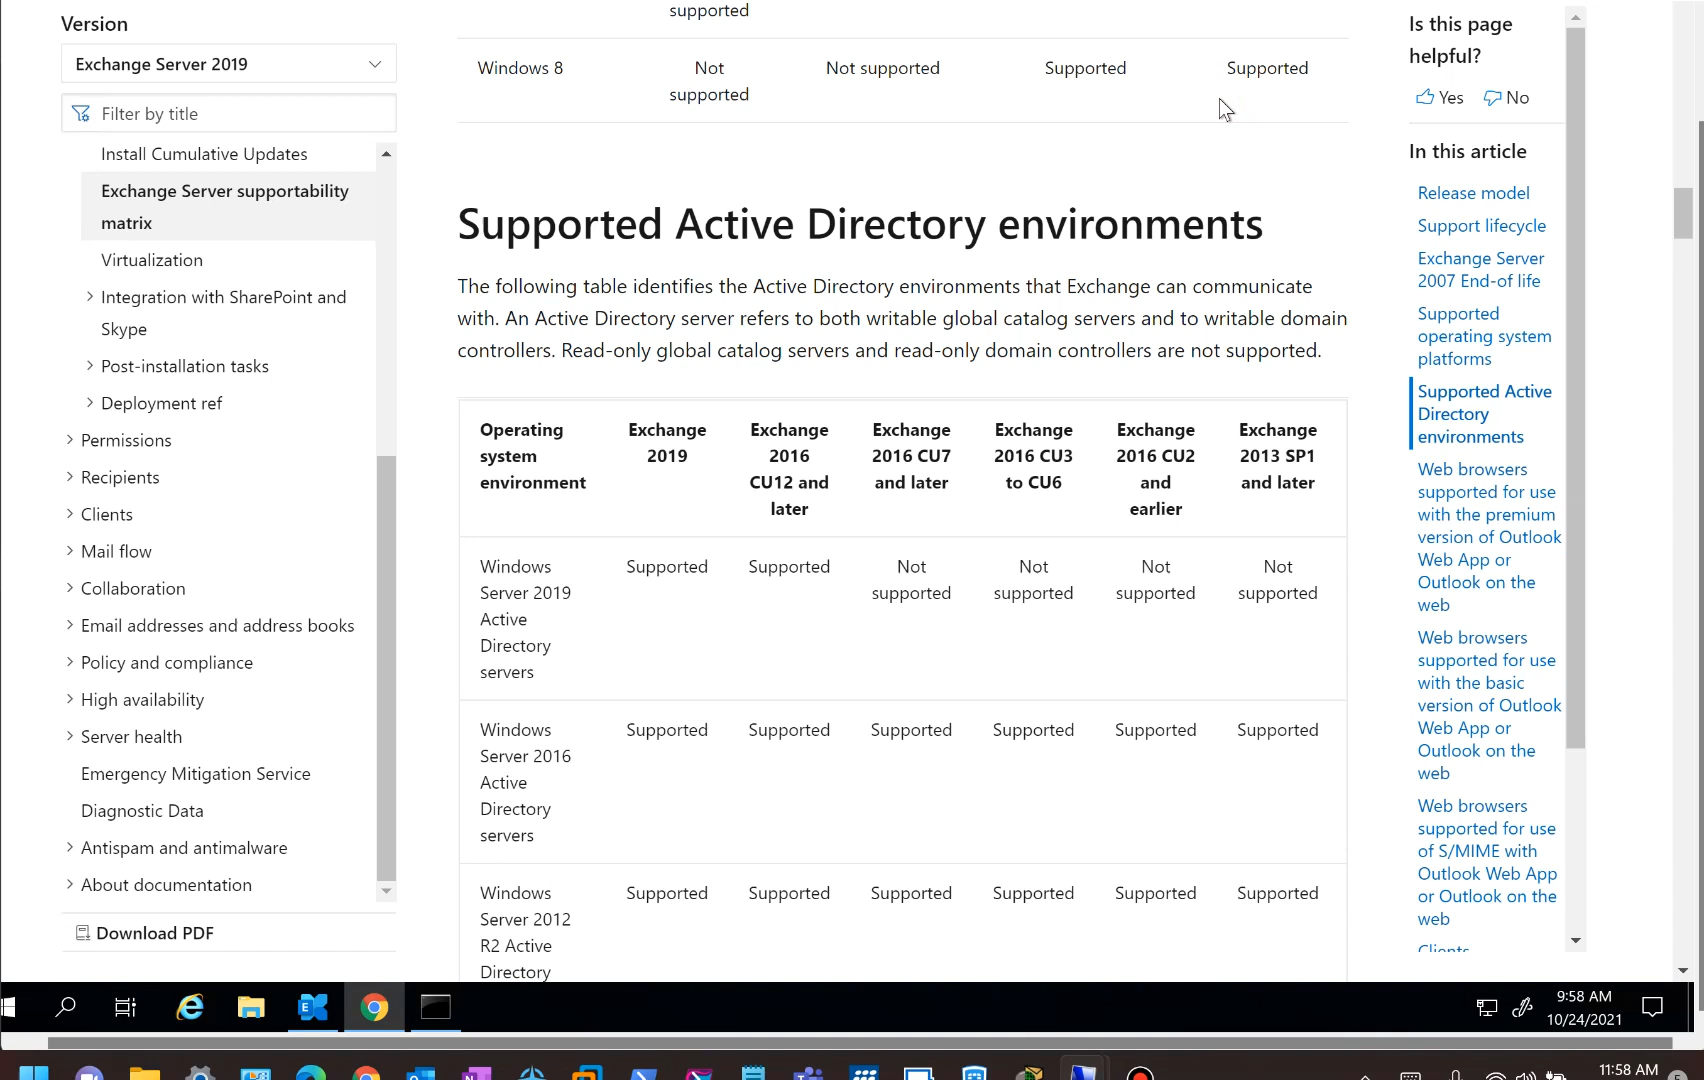 Version
Exchange Server 2019
Filter by title
Install Cumulative Updates
Exchange Server supportability
matrix
Virtualization
Integration with SharePoint and
Skype
Post-installation tasks
Deployment ref
Permissions
Recipients
Clients
Mail flow
Collaboration
Email addresses and address books
Policy and compliance
High availability
Server health
Emergency Mitigation Service
Diagnostic Data
Antispam and antimalware
About documentation
Download PDF
supported
Windows 8 Not Not supported Supported Supported
supported
Supported Active Directory environments
The following table identifies the Active Directory environments that Exchange can communicate
with. An Active Directory server refers to both writable global catalog servers and to writable domain
controllers. Read-only global catalog servers and read-only domain controllers are not supported.
Operating Exchange Exchange Exchange Exchange Exchange Exchange
system 2019 2016 2016 CU7 2016 CU3 2016 CU2 2013 SP1
environment CU12 and and later to CU6 and and later
later earlier
Windows Supported Supported Not Not Not Not
Server 2019 supported supported supported supported
Active
Directory
servers
Windows Supported Supported Supported Supported Supported Supported
Server 2016
Active
Directory
servers
Windows Supported Supported Supported Supported Supported Supported
Server 2012
R2 Active
Directory
Is this page
helpful?
Yes No
In this article
Release model
Support lifecycle
Exchange Server
2007 End-of life
Supported
operating system
platforms
Supported Active
Directory
environments
Web browsers
supported for use
with the premium
version of Outlook
Web App or
Outlook on the
web
Web browsers
supported for use
with the basic
version of Outlook
Web App or
Outlook on the
web
Web browsers
supported for use
of S/MIME with
Outlook Web App
or Outlook on the
web
Clients
9:58 AM
10/24/2021
11:58 AM